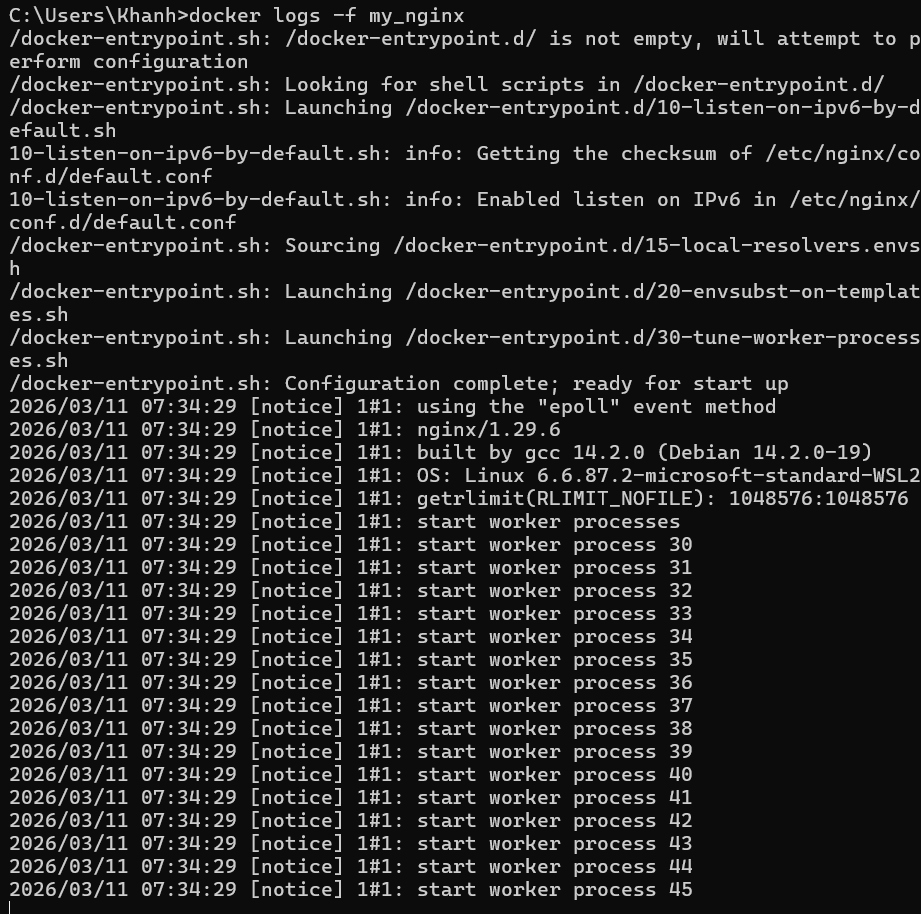 C:\Users\Khanh>docker logs -f my_nginx
/docker-entrypoint.sh: /docker-entrypoint.d/ is not empty, will attempt to p
erform configuration
/docker-entrypoint.sh: Looking for shell scripts in /docker-entrypoint.d/
/docker-entrypoint.sh: Launching /docker-entrypoint.d/10-listen-on-ipv6-by-d
efault.sh
10-listen-on-ipv6-by-default.sh: info: Getting the checksum of /etc/nginx/co
nf.d/default.conf
10-listen-on-ipv6-by-default.sh: info: Enabled listen on IPv6 in /etc/nginx/
conf.d/default.conf
/docker-entrypoint.sh: Sourcing /docker-entrypoint.d/15-local-resolvers.envs
h
/docker-entrypoint.sh: Launching /docker-entrypoint.d/20-envsubst-on-templat
es.sh
/docker-entrypoint.sh: Launching /docker-entrypoint.d/30-tune-worker-process
es.sh
/docker-entrypoint.sh: Configuration complete; ready for start up
2026/03/11 07:34:29 [notice] 1#1: using the "epoll" event method
2026/03/11 07:34:29 [notice] 1#1: nginx/1.29.6
2026/03/11 07:34:29 [notice] 1#1: built by gcc 14.2.0 (Debian 14.2.0-19)
2026/03/11 07:34:29 [notice] 1#1: OS: Linux 6.6.87.2-microsoft-standard-WSL2
2026/03/11 07:34:29 [notice] 1#1: getrlimit(RLIMIT_NOFILE): 1048576:1048576
2026/03/11 07:34:29 [notice] 1#1: start worker processes
2026/03/11 07:34:29 [notice] 1#1: start worker process 30
2026/03/11 07:34:29 [notice] 1#1: start worker process 31
2026/03/11 07:34:29 [notice] 1#1: start worker process 32
2026/03/11 07:34:29 [notice] 1#1: start worker process 33
2026/03/11 07:34:29 [notice] 1#1: start worker process 34
2026/03/11 07:34:29 [notice] 1#1: start worker process 35
2026/03/11 07:34:29 [notice] 1#1: start worker process 36
2026/03/11 07:34:29 [notice] 1#1: start worker process 37
2026/03/11 07:34:29 [notice] 1#1: start worker process 38
2026/03/11 07:34:29 [notice] 1#1: start worker process 39
2026/03/11 07:34:29 [notice] 1#1: start worker process 40
2026/03/11 07:34:29 [notice] 1#1: start worker process 41
2026/03/11 07:34:29 [notice] 1#1: start worker process 42
2026/03/11 07:34:29 [notice] 1#1: start worker process 43
2026/03/11 07:34:29 [notice] 1#1: start worker process 44
2026/03/11 07:34:29 [notice] 1#1: start worker process 45